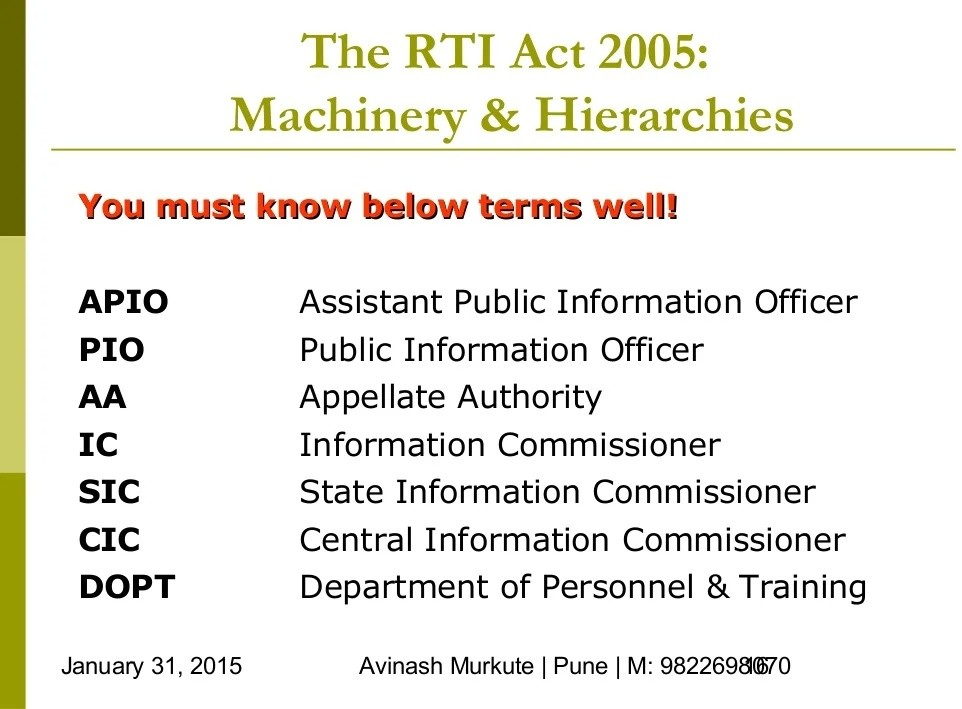 The RTI Act 2005:
Machinery & Hierarchies
You must know below terms well!
APIO Assistant Public Information Officer
PIO Public Information Officer
AA Appellate Authority
IC Information Commissioner
SIC State Information Commissioner
CIC Central Information Commissioner
DOPT Department of Personnel & Training
January 31, 2015 Avinash Murkute | Pune | M: